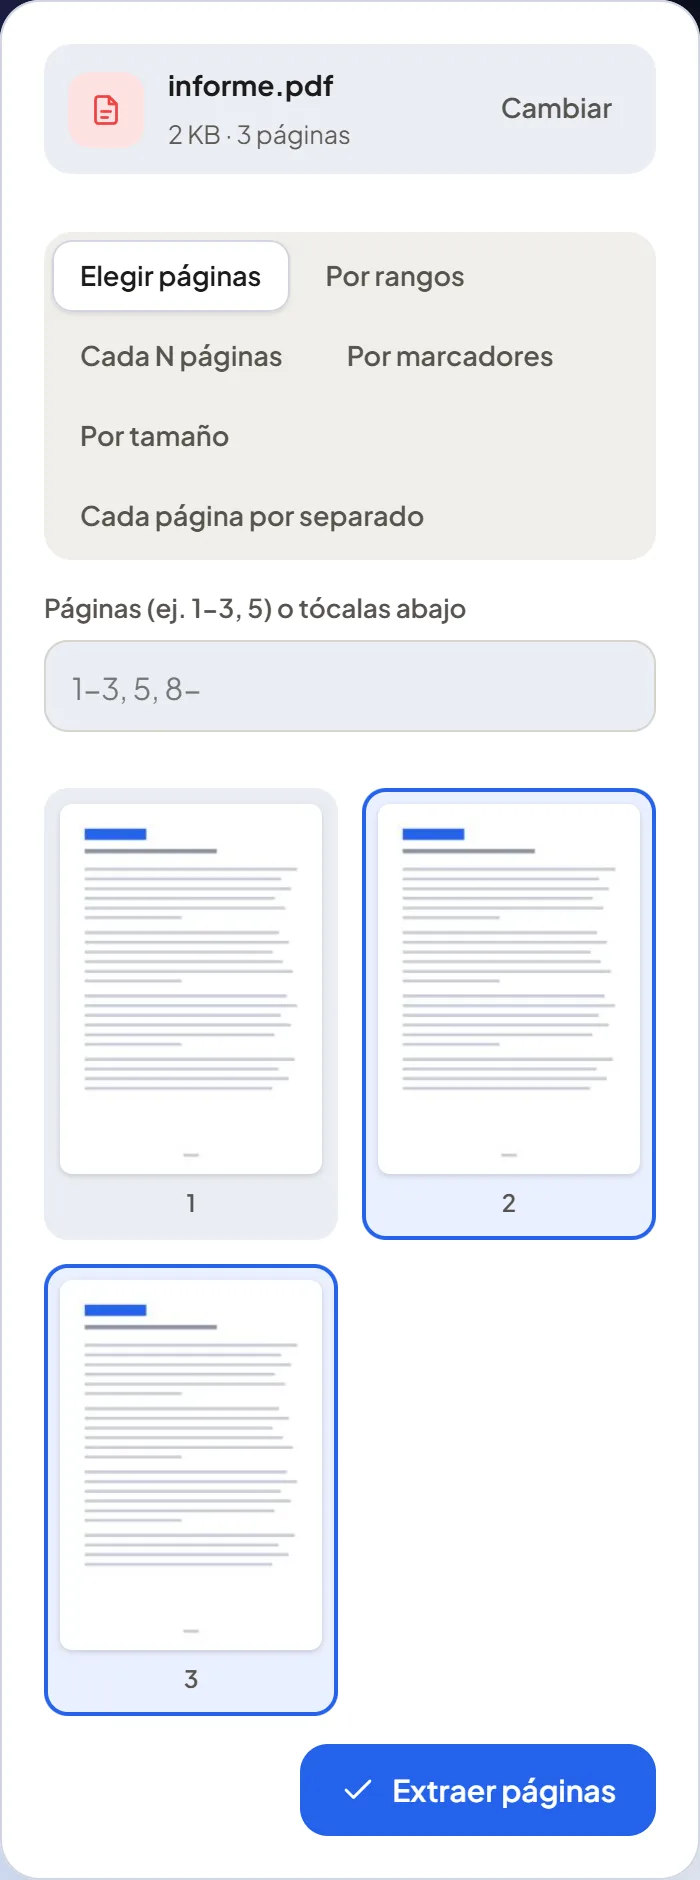 informe.pdf
2 KB · 3 páginas
Cambiar
Elegir páginas
Por rangos
Cada N páginas
Por marcadores
Por tamaño
Cada página por separado
Páginas (ej. 1–3, 5) o tócalas abajo
1–3, 5, 8–
1
2
3
Extraer páginas